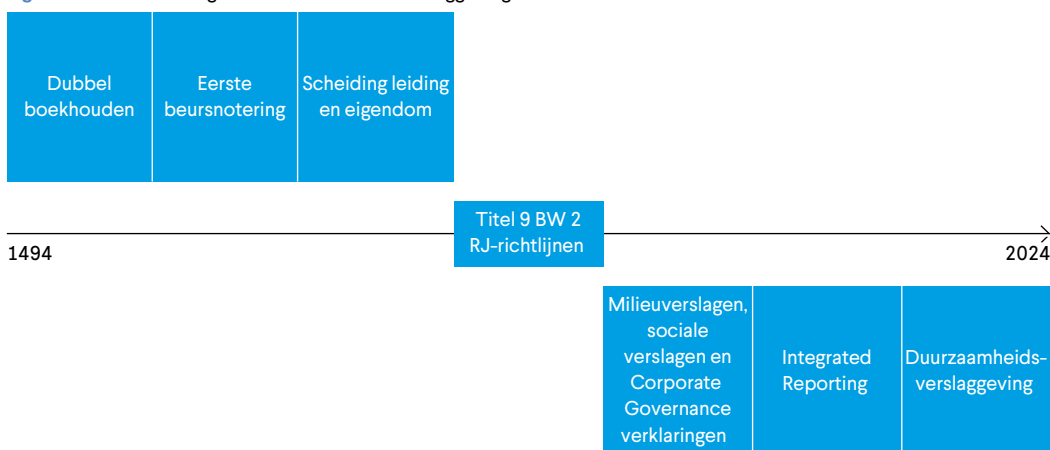 Dubbel
boekhouden
Eerste
beursnotering
Scheiding leiding
en eigendom
Titel 9 BW 2
RJ-richtlijnen
1494
2024
Milieuverslagen,
sociale
verslagen en
Corporate
Governance
verklaringen
Integrated
Reporting
Duurzaamheids-
verslaggeving